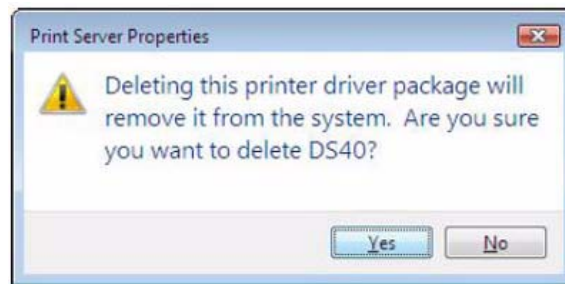 Print Server Properties
Deleting this printer driver package will
remove it from the system.  Are you sure
you want to delete DS40?
Yes
No